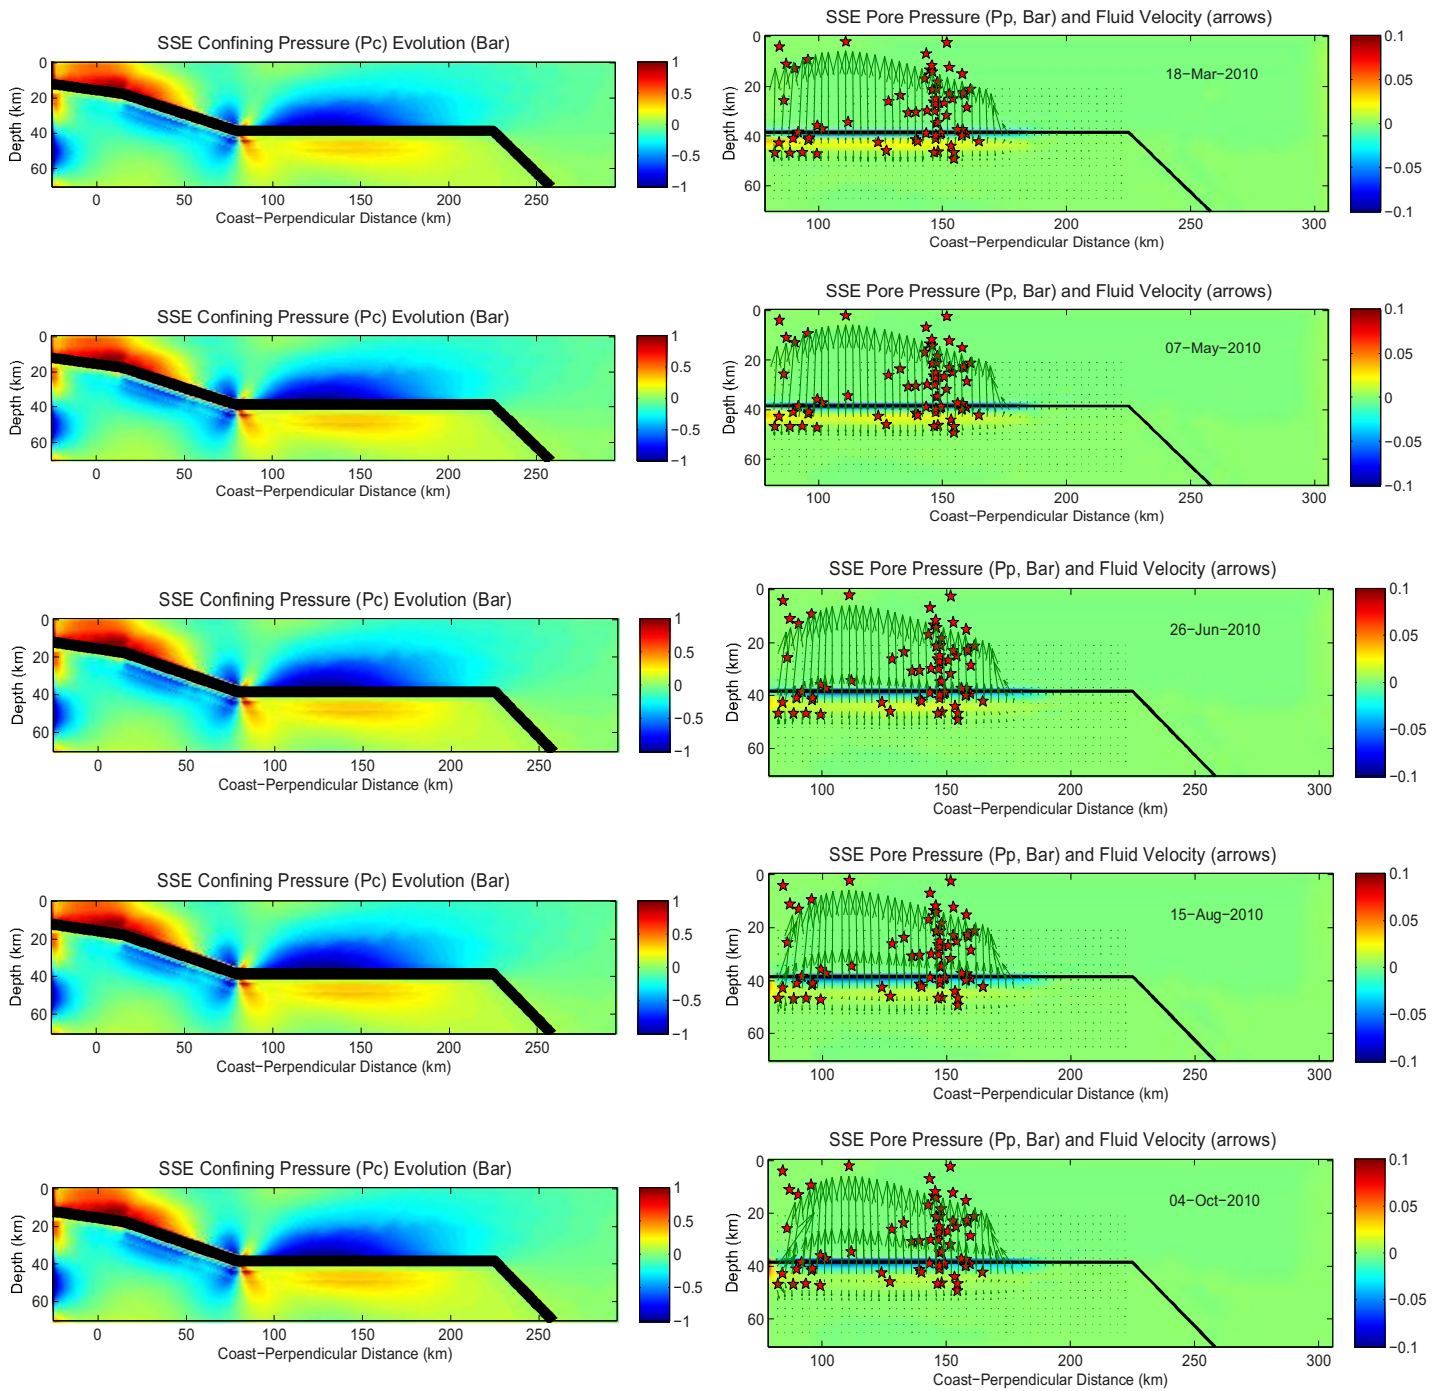 SSE Confining Pressure (Pc) Evolution (Bar)
0
20
40
60
Depth (km)
0 50 100 150 200 250
Coast−Perpendicular Distance (km)
1
0.5
0
−0.5
−1
SSE Pore Pressure (Pp, Bar) and Fluid Velocity (arrows)
18−Mar−2010
0
20
40
60
Depth (km)
100 150 200 250 300
Coast−Perpendicular Distance (km)
0.1
0.05
0
−0.05
−0.1
SSE Confining Pressure (Pc) Evolution (Bar)
0
20
40
60
Depth (km)
0 50 100 150 200 250
Coast−Perpendicular Distance (km)
1
0.5
0
−0.5
−1
SSE Pore Pressure (Pp, Bar) and Fluid Velocity (arrows)
07−May−2010
0
20
40
60
Depth (km)
100 150 200 250 300
Coast−Perpendicular Distance (km)
0.1
0.05
0
−0.05
−0.1
SSE Confining Pressure (Pc) Evolution (Bar)
0
20
40
60
Depth (km)
0 50 100 150 200 250
Coast−Perpendicular Distance (km)
1
0.5
0
−0.5
−1
SSE Pore Pressure (Pp, Bar) and Fluid Velocity (arrows)
26−Jun−2010
0
20
40
60
Depth (km)
100 150 200 250 300
Coast−Perpendicular Distance (km)
0.1
0.05
0
−0.05
−0.1
SSE Confining Pressure (Pc) Evolution (Bar)
0
20
40
60
Depth (km)
0 50 100 150 200 250
Coast−Perpendicular Distance (km)
1
0.5
0
−0.5
−1
SSE Pore Pressure (Pp, Bar) and Fluid Velocity (arrows)
15−Aug−2010
0
20
40
60
Depth (km)
100 150 200 250 300
Coast−Perpendicular Distance (km)
0.1
0.05
0
−0.05
−0.1
SSE Confining Pressure (Pc) Evolution (Bar)
0
20
40
60
Depth (km)
0 50 100 150 200 250
Coast−Perpendicular Distance (km)
1
0.5
0
−0.5
−1
SSE Pore Pressure (Pp, Bar) and Fluid Velocity (arrows)
04−Oct−2010
0
20
40
60
Depth (km)
100 150 200 250 300
Coast−Perpendicular Distance (km)
0.1
0.05
0
−0.05
−0.1